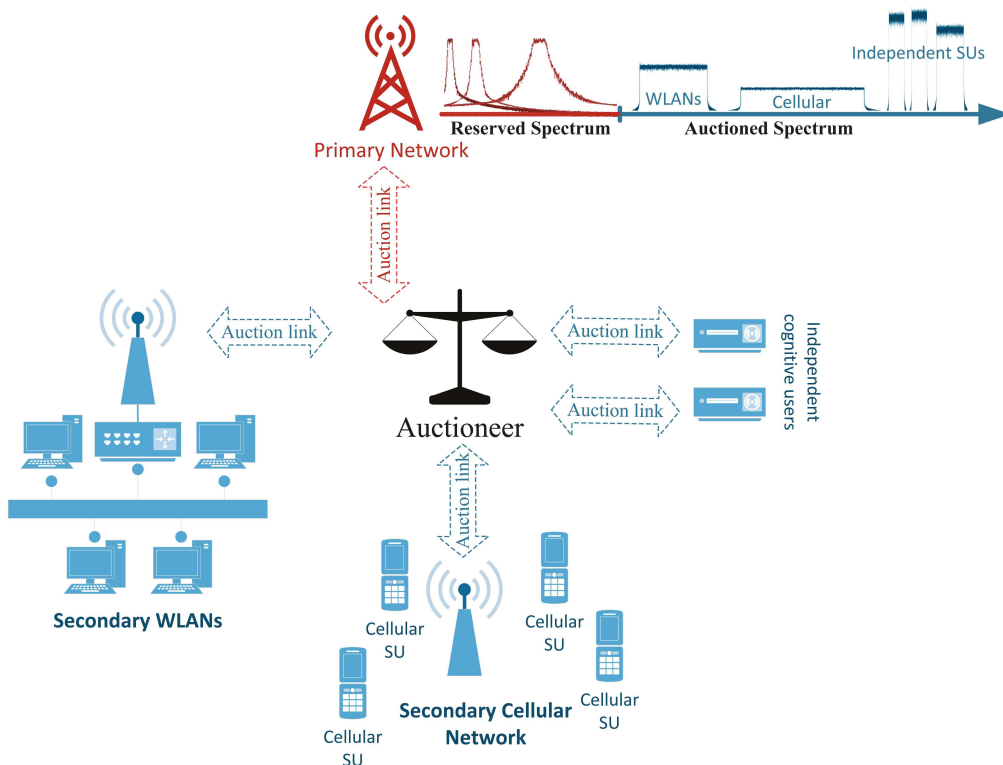 Independent SUs
WLANs
Cellular
Reserved Spectrum
Auctioned Spectrum
Primary Network
Auction link
Auction link
Auction link
Auction link
Independent
cognitive users
Auctioneer
Auction link
Secondary WLANs
Cellular
SU
Cellular
SU
Cellular
SU
Cellular
SU
Secondary Cellular
Network